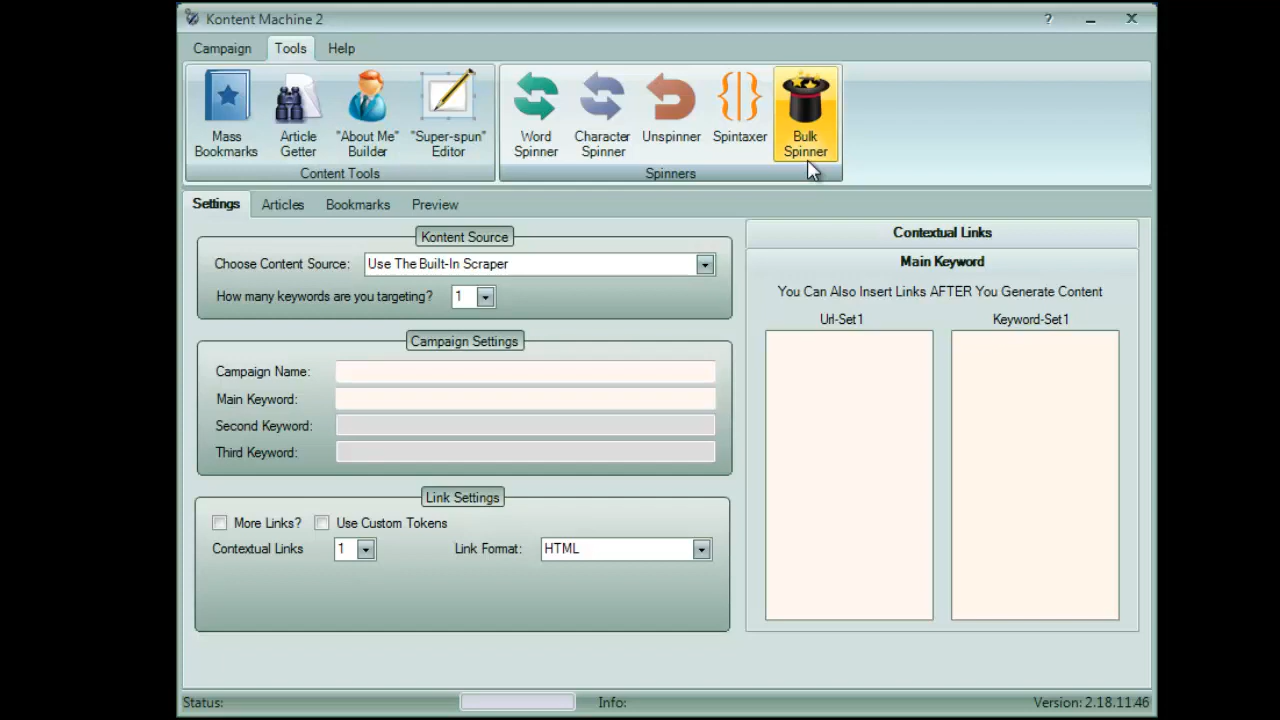 Kontent Machine 2
?
Campaign Tools Help
Mass Bookmarks
Article Getter
"About Me" Builder
"Super-spun" Editor
Word Spinner
Character Spinner
Unspinner
Spintaxer
Bulk Spinner
Content Tools
Spinners
Settings Articles Bookmarks Preview
Kontent Source
Choose Content Source: Use The Built-In Scraper
How many keywords are you targeting? 1
Campaign Settings
Campaign Name:
Main Keyword:
Second Keyword:
Third Keyword:
Link Settings
More Links? Use Custom Tokens
Contextual Links 1 Link Format: HTML
Contextual Links
Main Keyword
You Can Also Insert Links AFTER You Generate Content
Url-Set1 Keyword-Set1
Status: Info: Version: 2.18.11.46